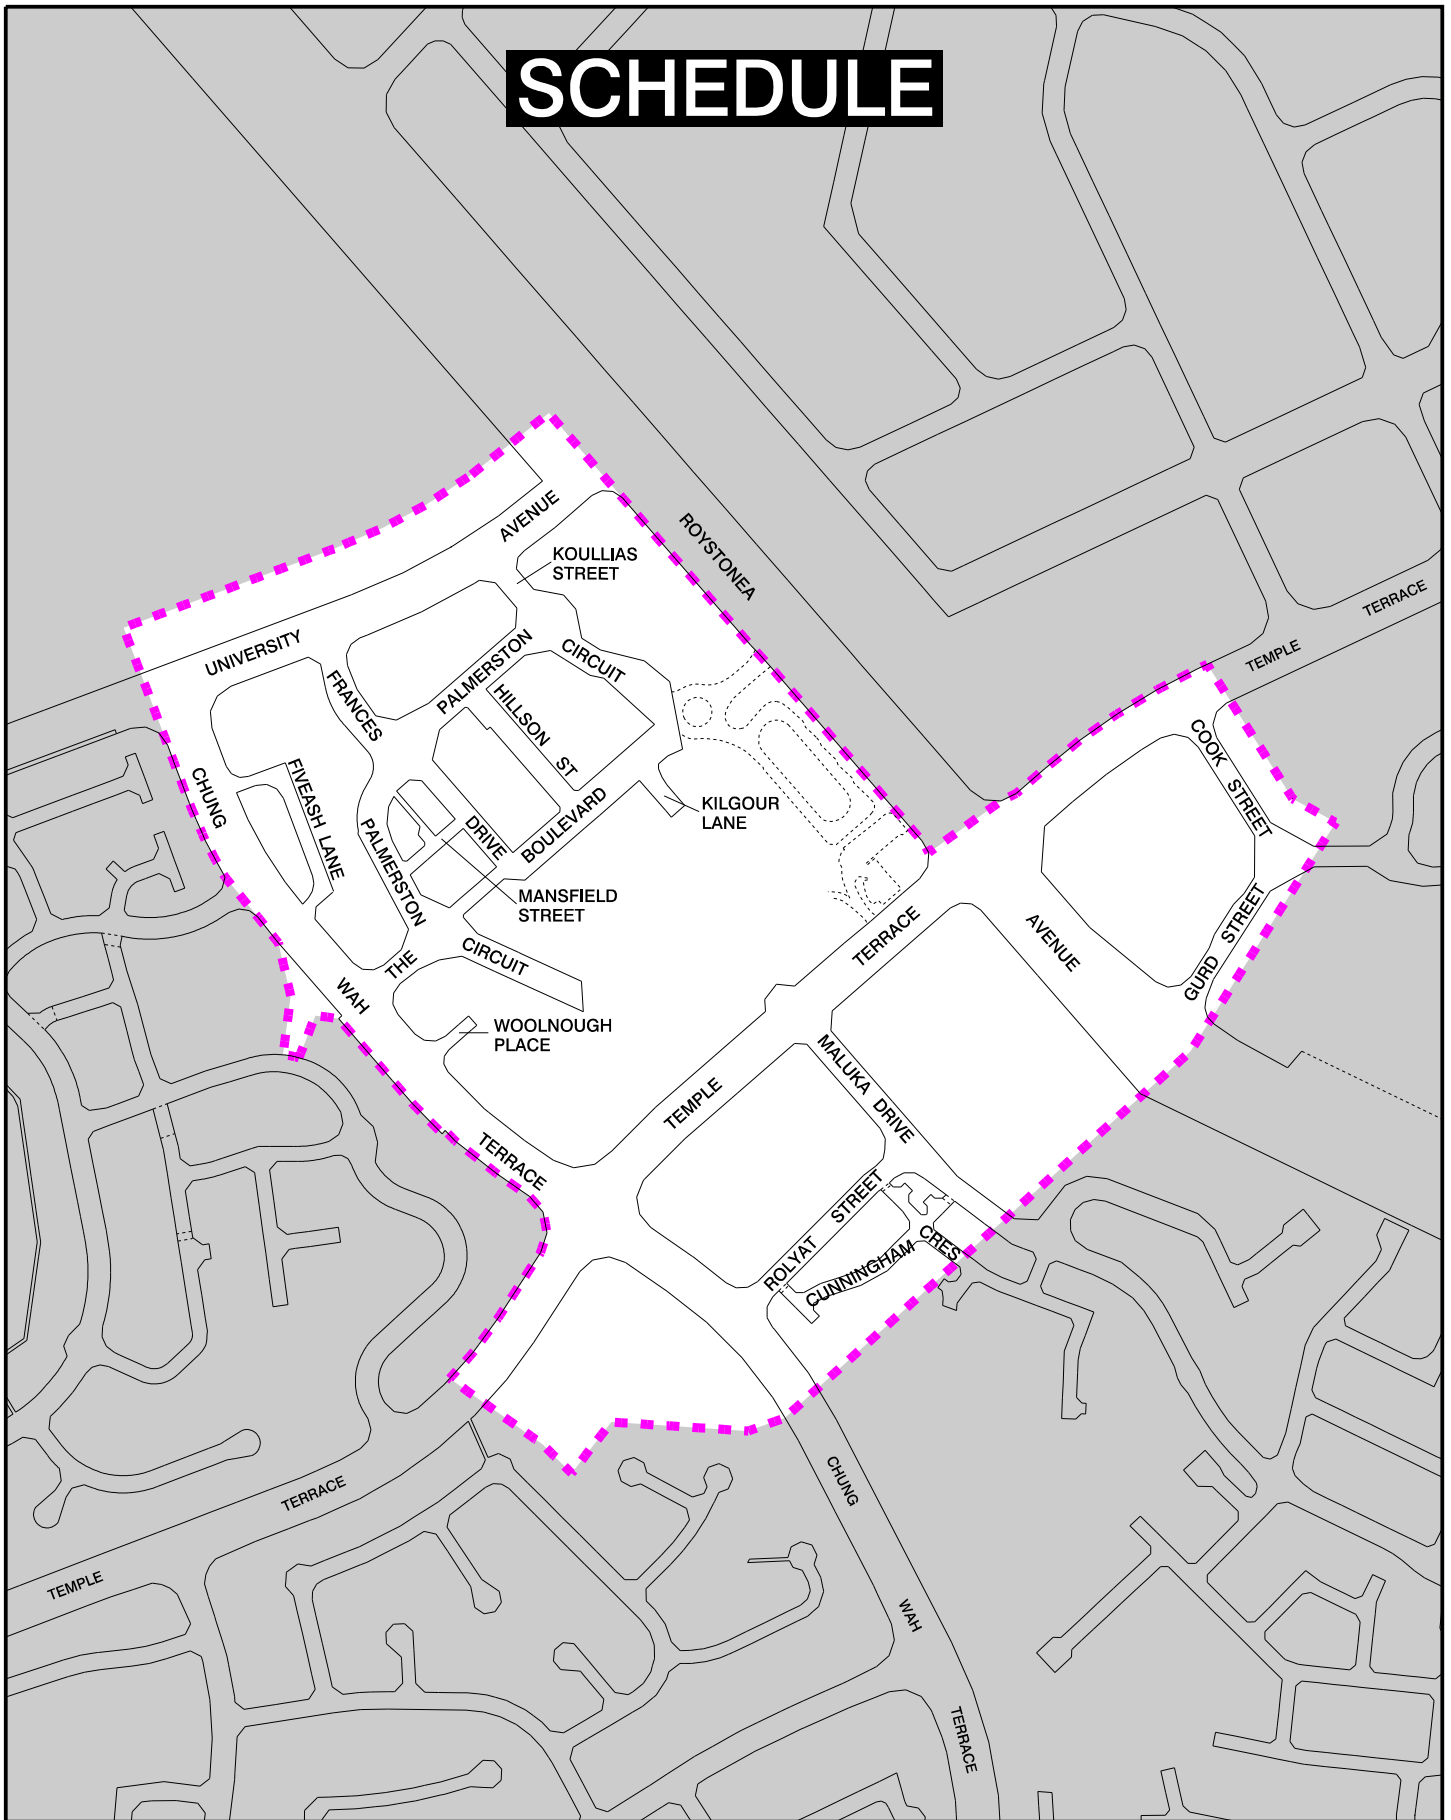 SCHEDULE
AVENUE
ROYSTONEA
KOULLIAS
STREET
TERRACE
UNIVERSITY
PALMERSTON
CIRCUIT
TEMPLE
FRANCES
HILLSON ST
COOK STREET
CHUNG
FIVEASH LANE
KILGOUR
LANE
PALMERSTON
DRIVE
BOULEVARD
MANSFIELD
STREET
TERRACE
AVENUE
GURD STREET
THE
CIRCUIT
WAH
WOOLNOUGH
PLACE
MALUKA DRIVE
TEMPLE
TERRACE
ROLYAT STREET
CUNNINGHAM CRES
TERRACE
CHUNG
TEMPLE
WAH
TERRACE